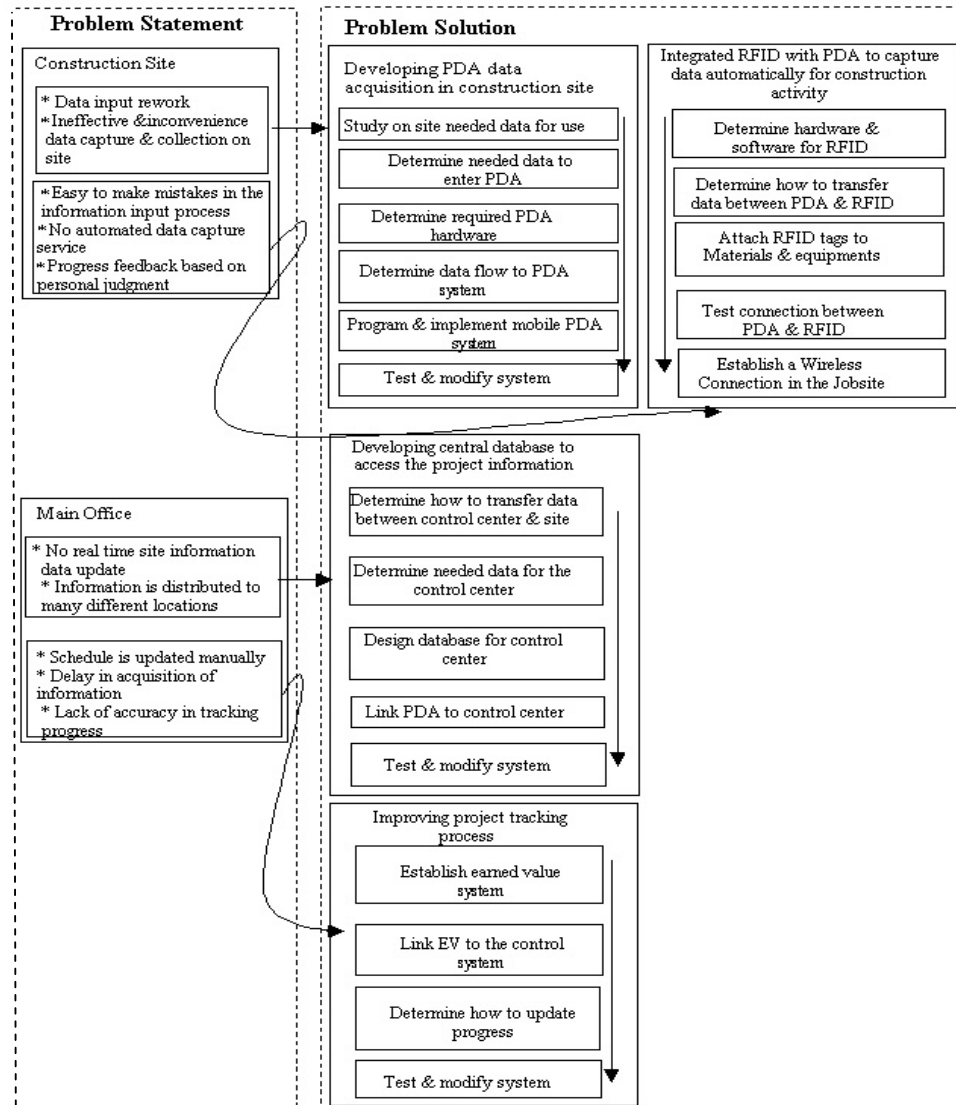 Problem Statement
Construction Site
* Data input rework
* Ineffective &inconvenience
data capture & collection on
site
* Easy to make mistakes in the
information input process
* No automated data capture
service
* Progress feedback based on
personal judgment
Main Office
* No real time site information
data update
* Information is distributed to
many different locations
* Schedule is updated manually
* Delay in acquisition of
information
* Lack of accuracy in tracking
progress
Problem Solution
Developing PDA data
acquisition in construction site
Study on site needed data for use
Determine needed data to
enter PDA
Determine required PDA
hardware
Determine data flow to PDA
system
Program & implement mobile PDA
system
Test & modify system
Integrated RFID with PDA to capture
data automatically for construction
activity
Determine hardware &
software for RFID
Determine how to transfer
data between PDA & RFID
Attach RFID tags to
Materials & equipments
Test connection between
PDA & RFID
Establish a Wireless
Connection in the Jobsite
Developing central database to
access the project information
Determine how to transfer data
between control center & site
Determine needed data for the
control center
Design database for control
center
Link PDA to control center
Test & modify system
Improving project tracking
process
Establish earned value
system
Link EV to the control
system
Determine how to update
progress
Test & modify system